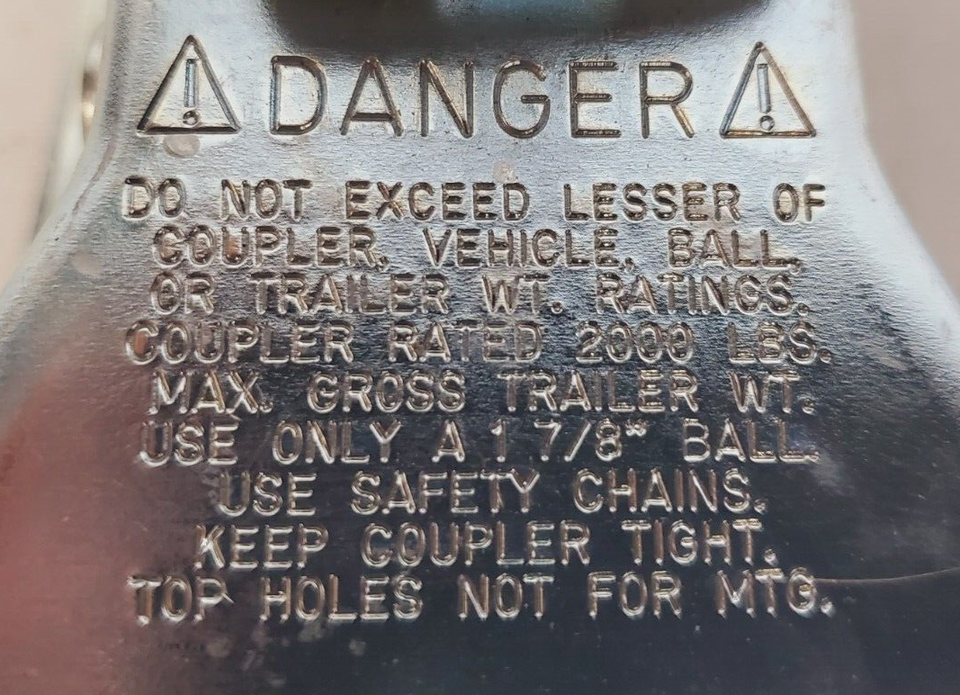 DANGER
DO NOT EXCEED LESSER OF
COUPLER, VEHICLE, BALL,
OR TRAILER WT. RATINGS.
COUPLER RATED 2000 LBS.
MAX. GROSS TRAILER WT.
USE ONLY A 1 7/8" BALL.
USE SAFETY CHAINS.
KEEP COUPLER TIGHT.
TOP HOLES NOT FOR MTG.